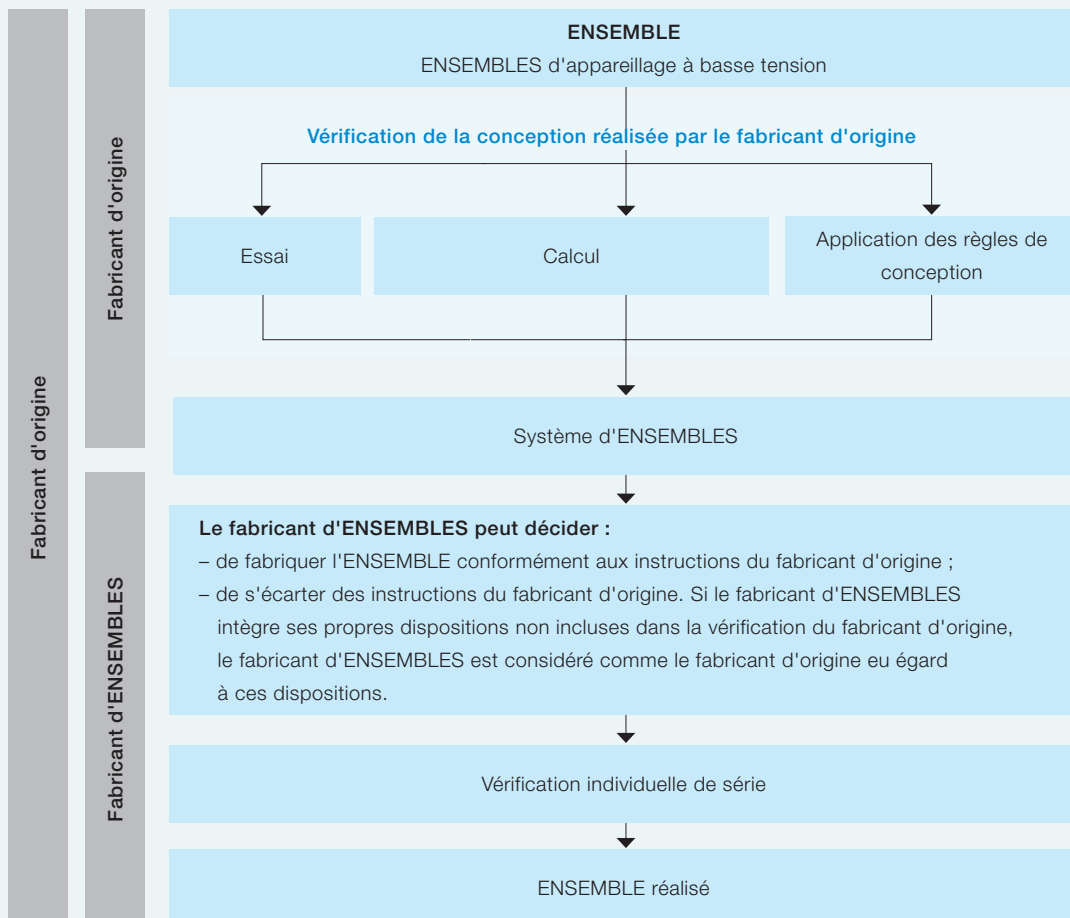 Fabricant d'origine
Fabricant d'origine
Fabricant d'ENSEMBLES
ENSEMBLE
ENSEMBLES d'appareillage à basse tension
Vérification de la conception réalisée par le fabricant d'origine
Essai
Calcul
Application des règles de
conception
Système d'ENSEMBLES
Le fabricant d'ENSEMBLES peut décider :
– de fabriquer l'ENSEMBLE conformément aux instructions du fabricant d'origine ;
– de s'écarter des instructions du fabricant d'origine. Si le fabricant d'ENSEMBLES
intègre ses propres dispositions non incluses dans la vérification du fabricant d'origine,
le fabricant d'ENSEMBLES est considéré comme le fabricant d'origine eu égard
à ces dispositions.
Vérification individuelle de série
ENSEMBLE réalisé